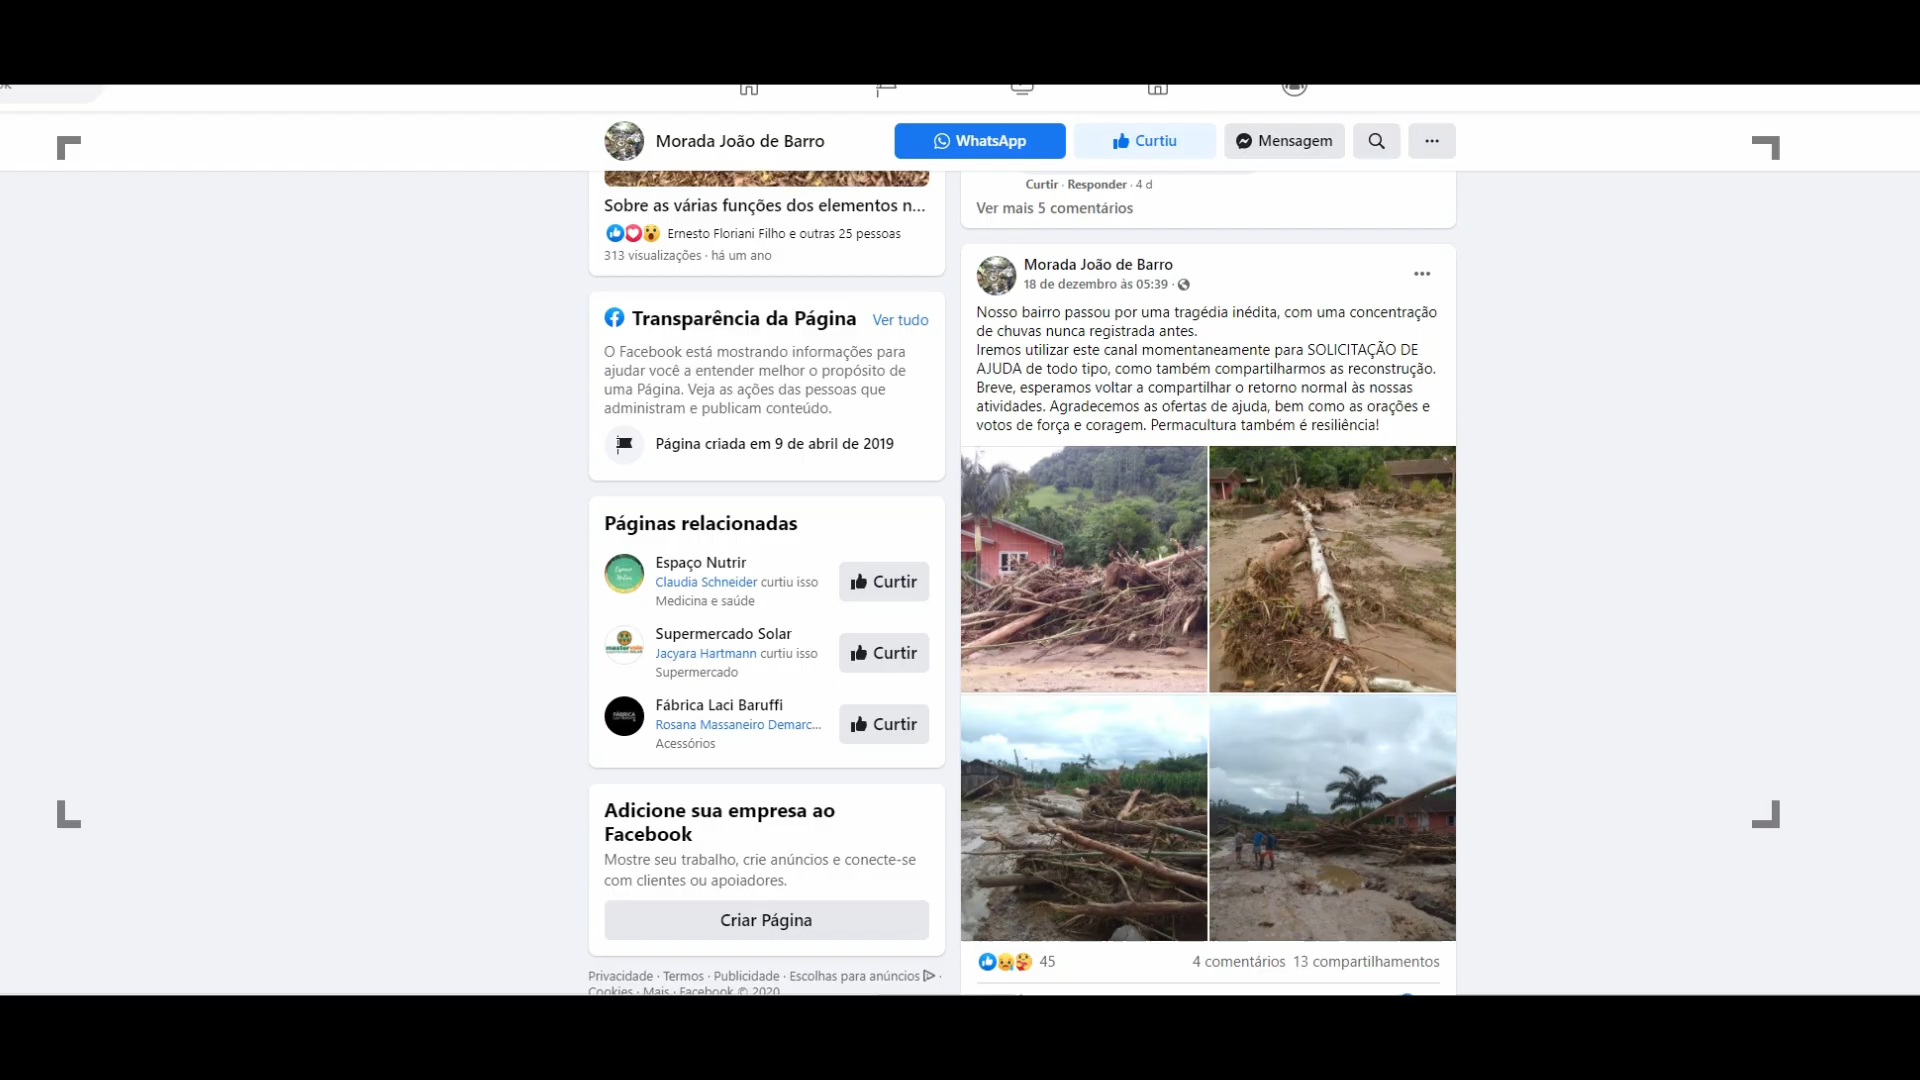 Morada João de Barro
WhatsApp
Curtiu
Mensagem
Sobre as várias funções dos elementos n...
Ernesto Floriani Filho e outras 25 pessoas
313 visualizações · há um ano
Transparência da Página
Ver tudo
O Facebook está mostrando informações para
ajudar você a entender melhor o propósito de
uma Página. Veja as ações das pessoas que
administram e publicam conteúdo.
Página criada em 9 de abril de 2019
Páginas relacionadas
Espaço Nutrir
Claudia Schneider curtiu isso
Medicina e saúde
Curtir
Supermercado Solar
Jacyara Hartmann curtiu isso
Supermercado
Curtir
Fábrica Laci Baruffi
Rosana Massaneiro Demarc...
Acessórios
Curtir
Adicione sua empresa ao
Facebook
Mostre seu trabalho, crie anúncios e conecte-se
com clientes ou apoiadores.
Criar Página
Privacidade · Termos · Publicidade · Escolhas para anúncios ·
Cookies · Mais · Facebook © 2020
Curtir · Responder · 4 d
Ver mais 5 comentários
Morada João de Barro
18 de dezembro às 05:39 ·
Nosso bairro passou por uma tragédia inédita, com uma concentração
de chuvas nunca registrada antes.
Iremos utilizar este canal momentaneamente para SOLICITAÇÃO DE
AJUDA de todo tipo, como também compartilharmos as reconstrução.
Breve, esperamos voltar a compartilhar o retorno normal às nossas
atividades. Agradecemos as ofertas de ajuda, bem como as orações e
votos de força e coragem. Permacultura também é resiliência!
45
4 comentários 13 compartilhamentos